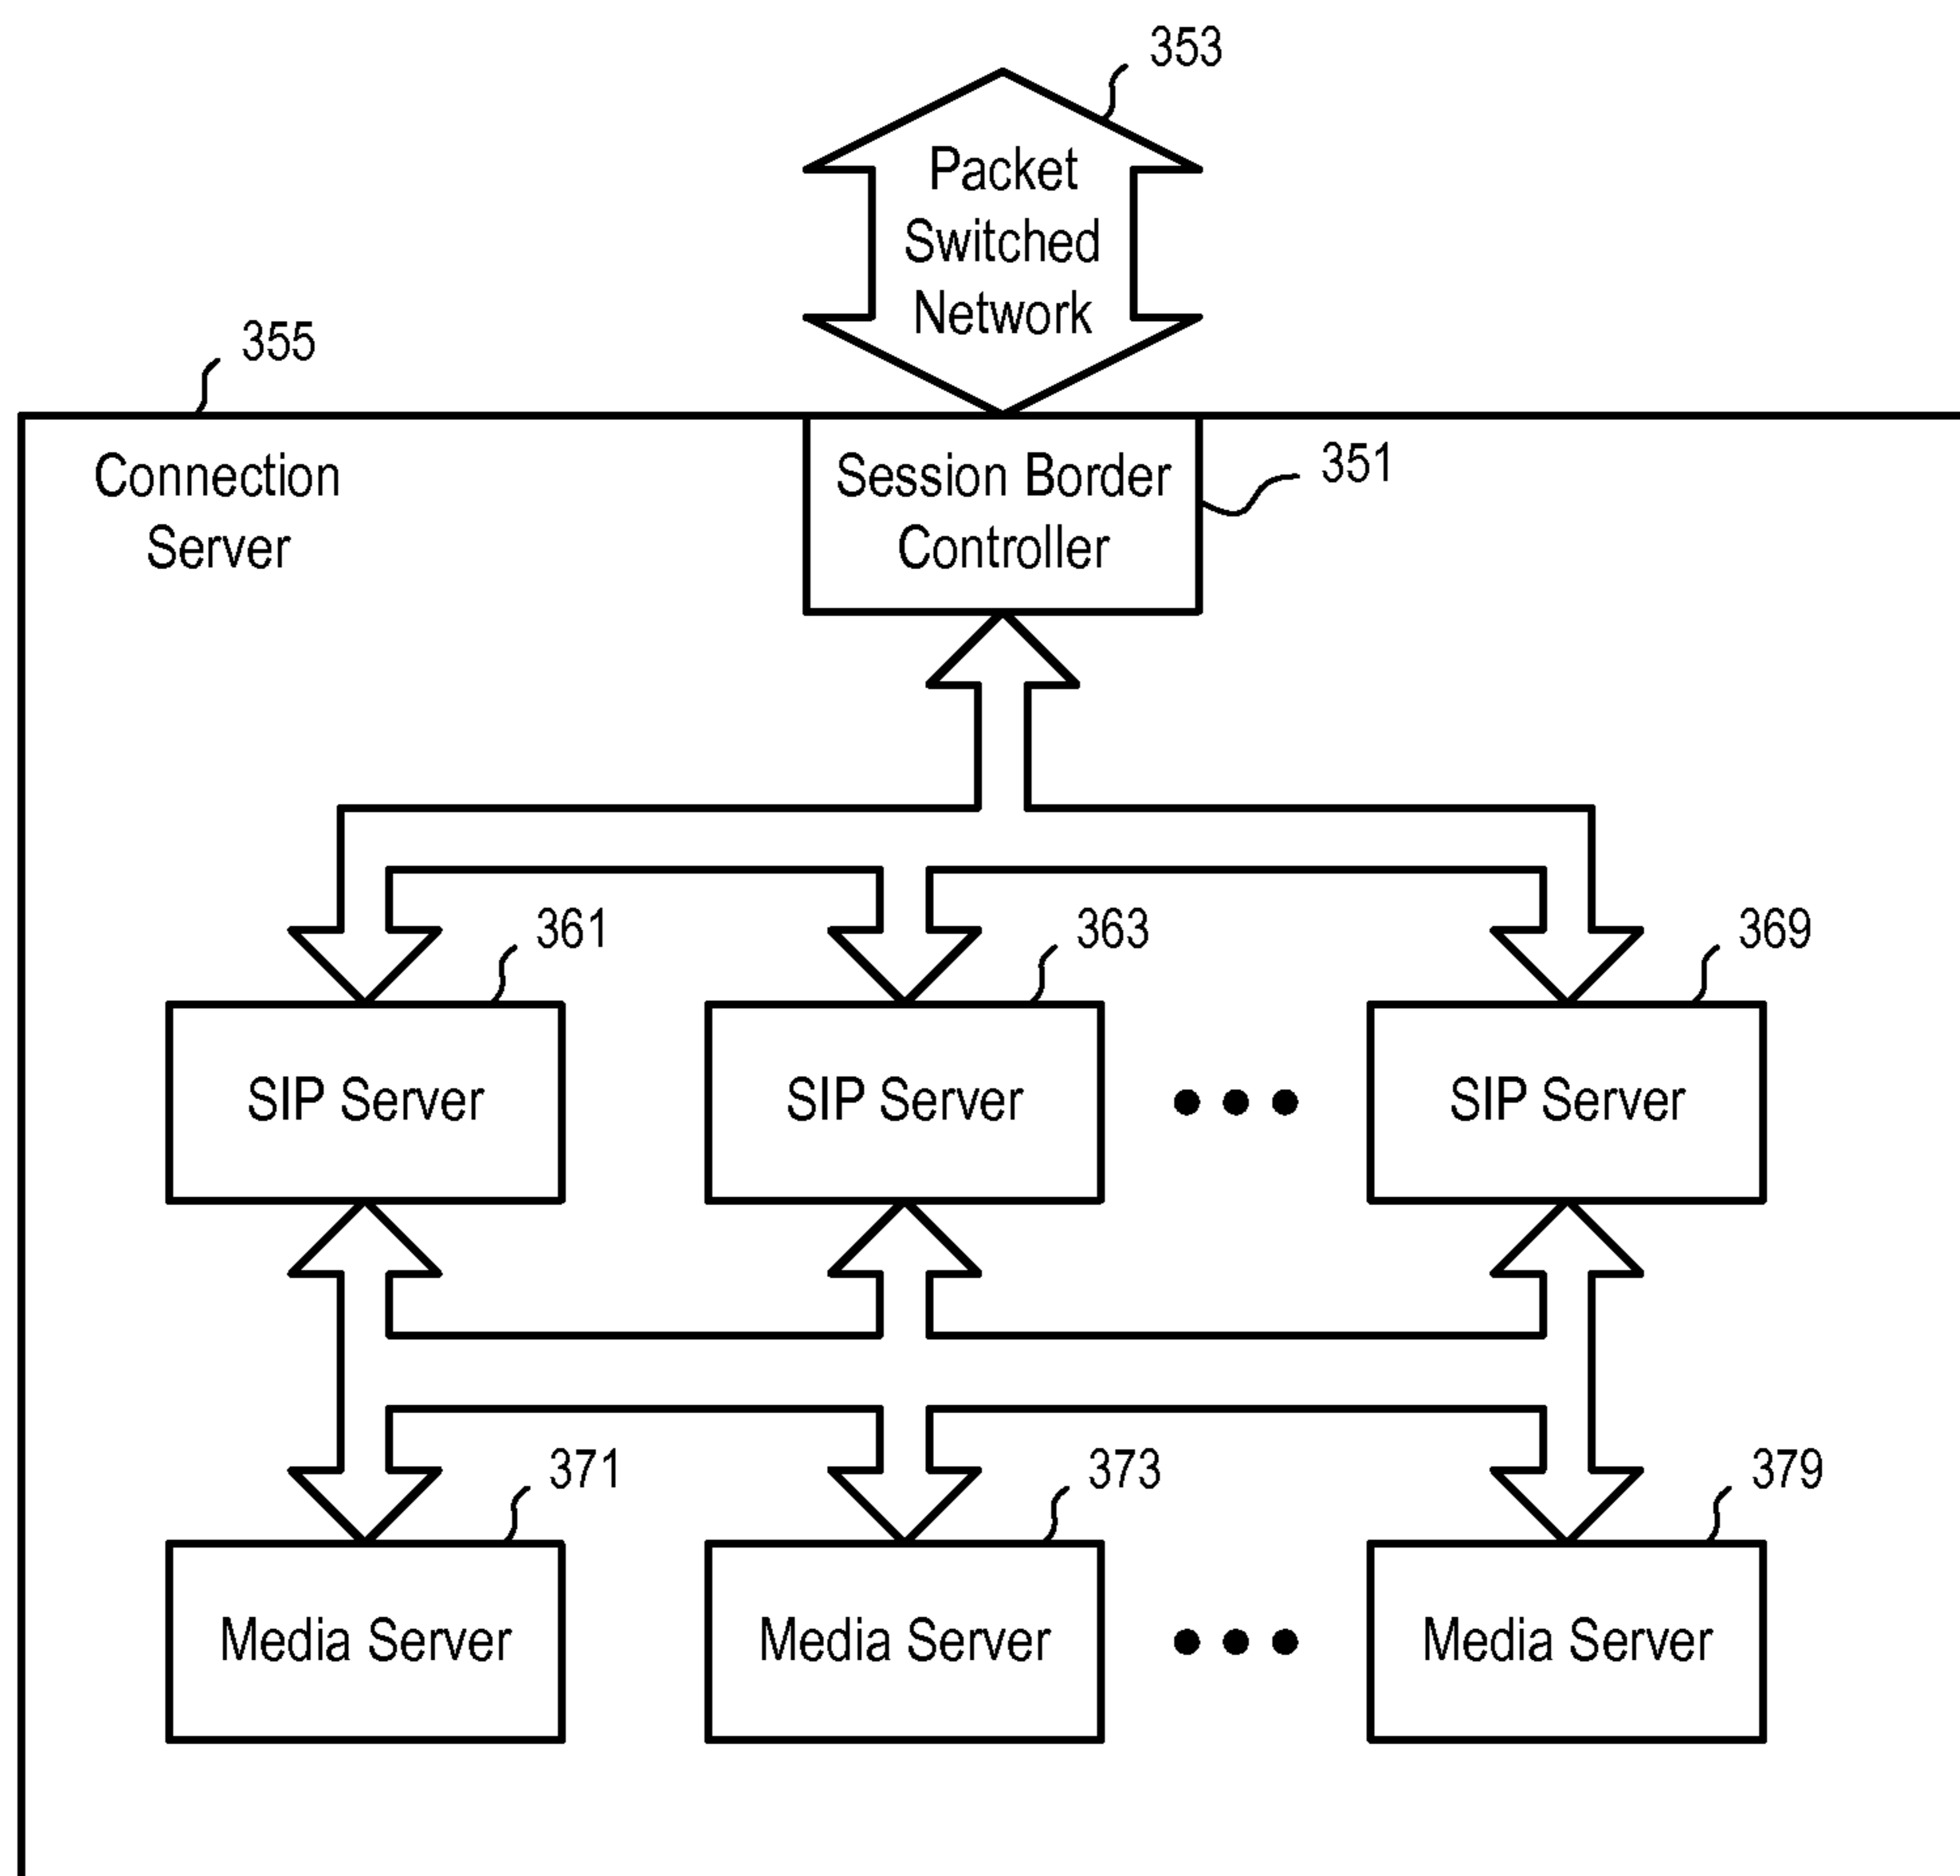 353
Packet
Switched
Network
355
Connection
Server
Session Border
Controller
351
361
363
369
SIP Server
SIP Server
SIP Server
371
373
379
Media Server
Media Server
Media Server